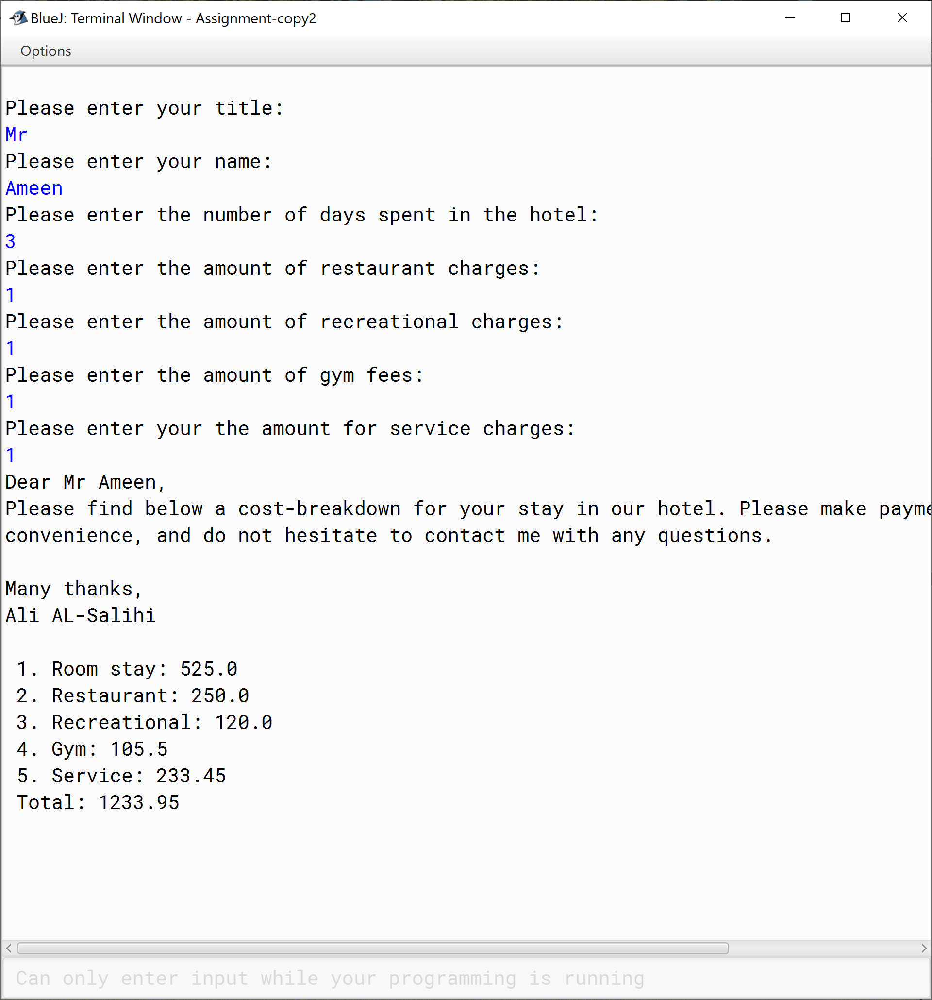 BlueJ: Terminal Window - Assignment-copy2
Options
Please enter your title:
Mr
Please enter your name:
Ameen
Please enter the number of days spent in the hotel:
3
Please enter the amount of restaurant charges:
1
Please enter the amount of recreational charges:
1
Please enter the amount of gym fees:
1
Please enter your the amount for service charges:
1
Dear Mr Ameen,
Please find below a cost-breakdown for your stay in our hotel. Please make payme
convenience, and do not hesitate to contact me with any questions.
Many thanks,
Ali AL-Salihi
1. Room stay: 525.0
2. Restaurant: 250.0
3. Recreational: 120.0
4. Gym: 105.5
5. Service: 233.45
Total: 1233.95
Can only enter input while your programming is running